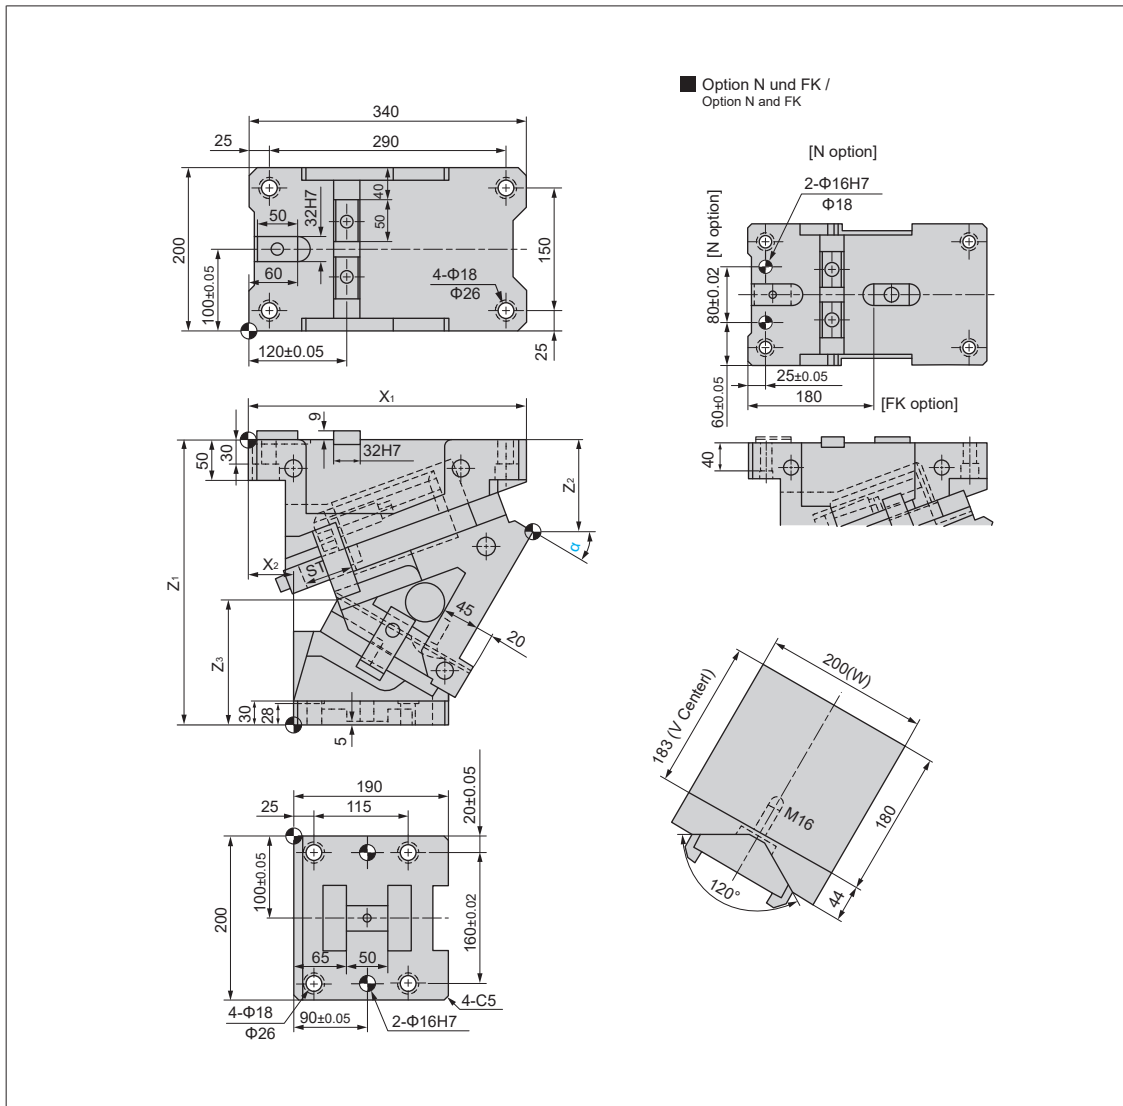 Option N und FK /
Option N and FK
340
25
290
200
100±0.05
50
60
32H7
40
50
4-Φ18
Φ26
150
25
120±0.05
[N option]
2-Φ16H7
Φ18
80±0.02 [N option]
60±0.05
25±0.05
180
[FK option]
X1
9
32H7
50
30
Z1
Z2
α
X2
ST
45
20
Z3
30
28
5
40
200(W)
183 (V Centerl)
M16
180
120°
44
190
25
115
20±0.05
200
100±0.05
160±0.02
65
50
4-Φ18
Φ26
90±0.05
2-Φ16H7
4-C5